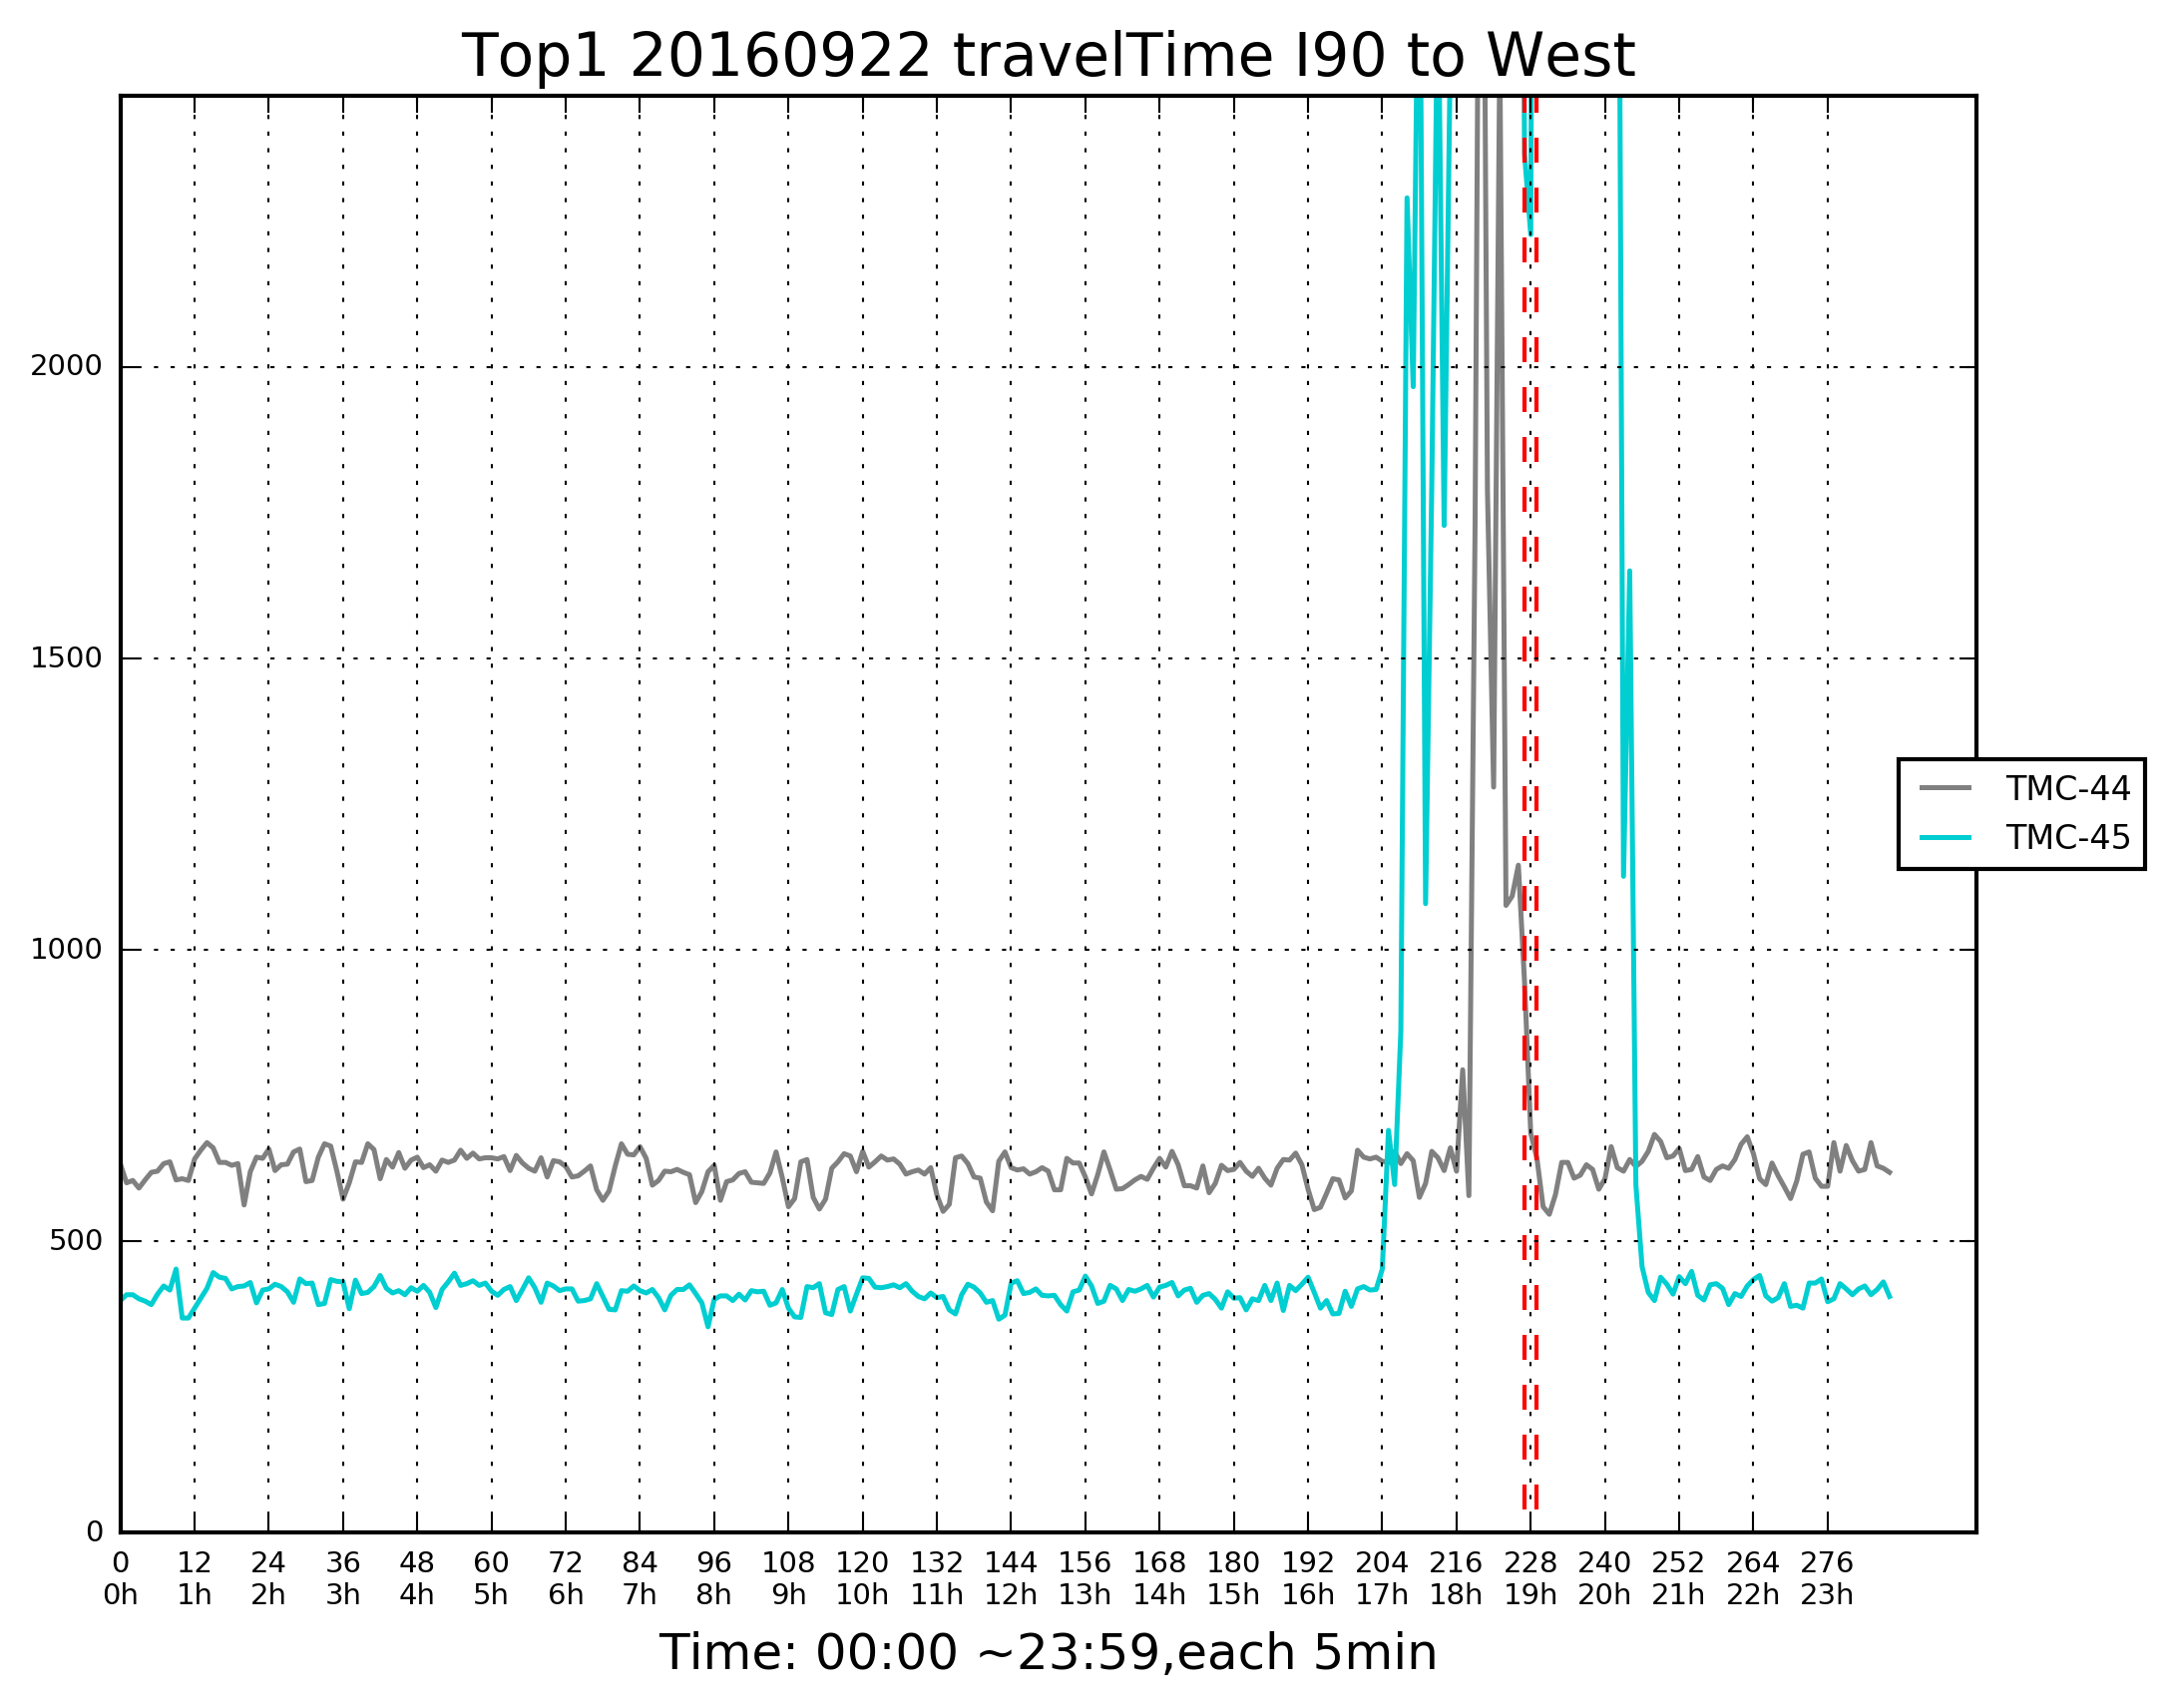 Top1 20160922 travelTime I90 to West
2000
1500
1000
500
0
TMC-44
TMC-45
0 12 24 36 48 60 72 84 96 108 120 132 144 156 168 180 192 204 216 228 240 252 264 276
0h 1h 2h 3h 4h 5h 6h 7h 8h 9h 10h 11h 12h 13h 14h 15h 16h 17h 18h 19h 20h 21h 22h 23h
Time: 00:00 ~23:59,each 5min